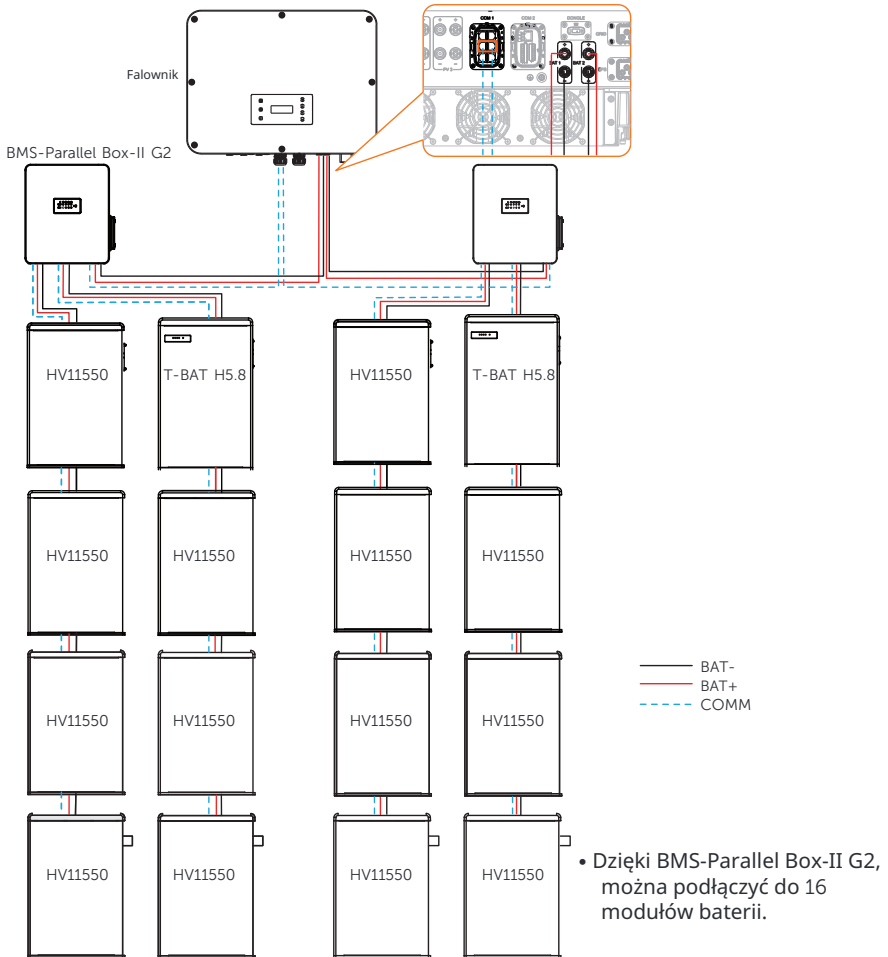 COM 1
COM 2
DONGLE
BAT 1
BAT 2
Falownik
BMS-Parallel Box-II G2
HV11550
T-BAT H5.8
HV11550
T-BAT H5.8
HV11550
HV11550
HV11550
HV11550
HV11550
HV11550
HV11550
HV11550
BAT-
BAT+
COMM
HV11550
HV11550
HV11550
HV11550
• Dzięki BMS-Parallel Box-II G2,
można podłączyć do 16
modułów baterii.